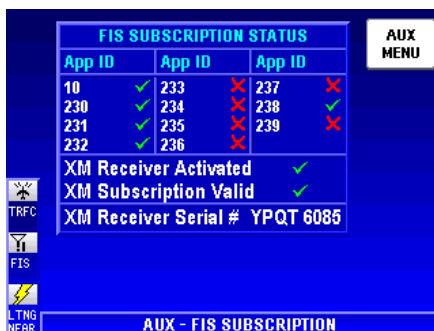 FIS SUBSCRIPTION STATUS
App ID App ID App ID
10 ✓ 233 ✗ 237 ✗
230 ✓ 234 ✗ 238 ✓
231 ✓ 235 ✗ 239 ✗
232 ✓ 236 ✗
XM Receiver Activated ✓
XM Subscription Valid ✓
XM Receiver Serial # YPQT 6085
AUX
MENU
TRFC
FIS
LTNG
NEAR
AUX - FIS SUBSCRIPTION